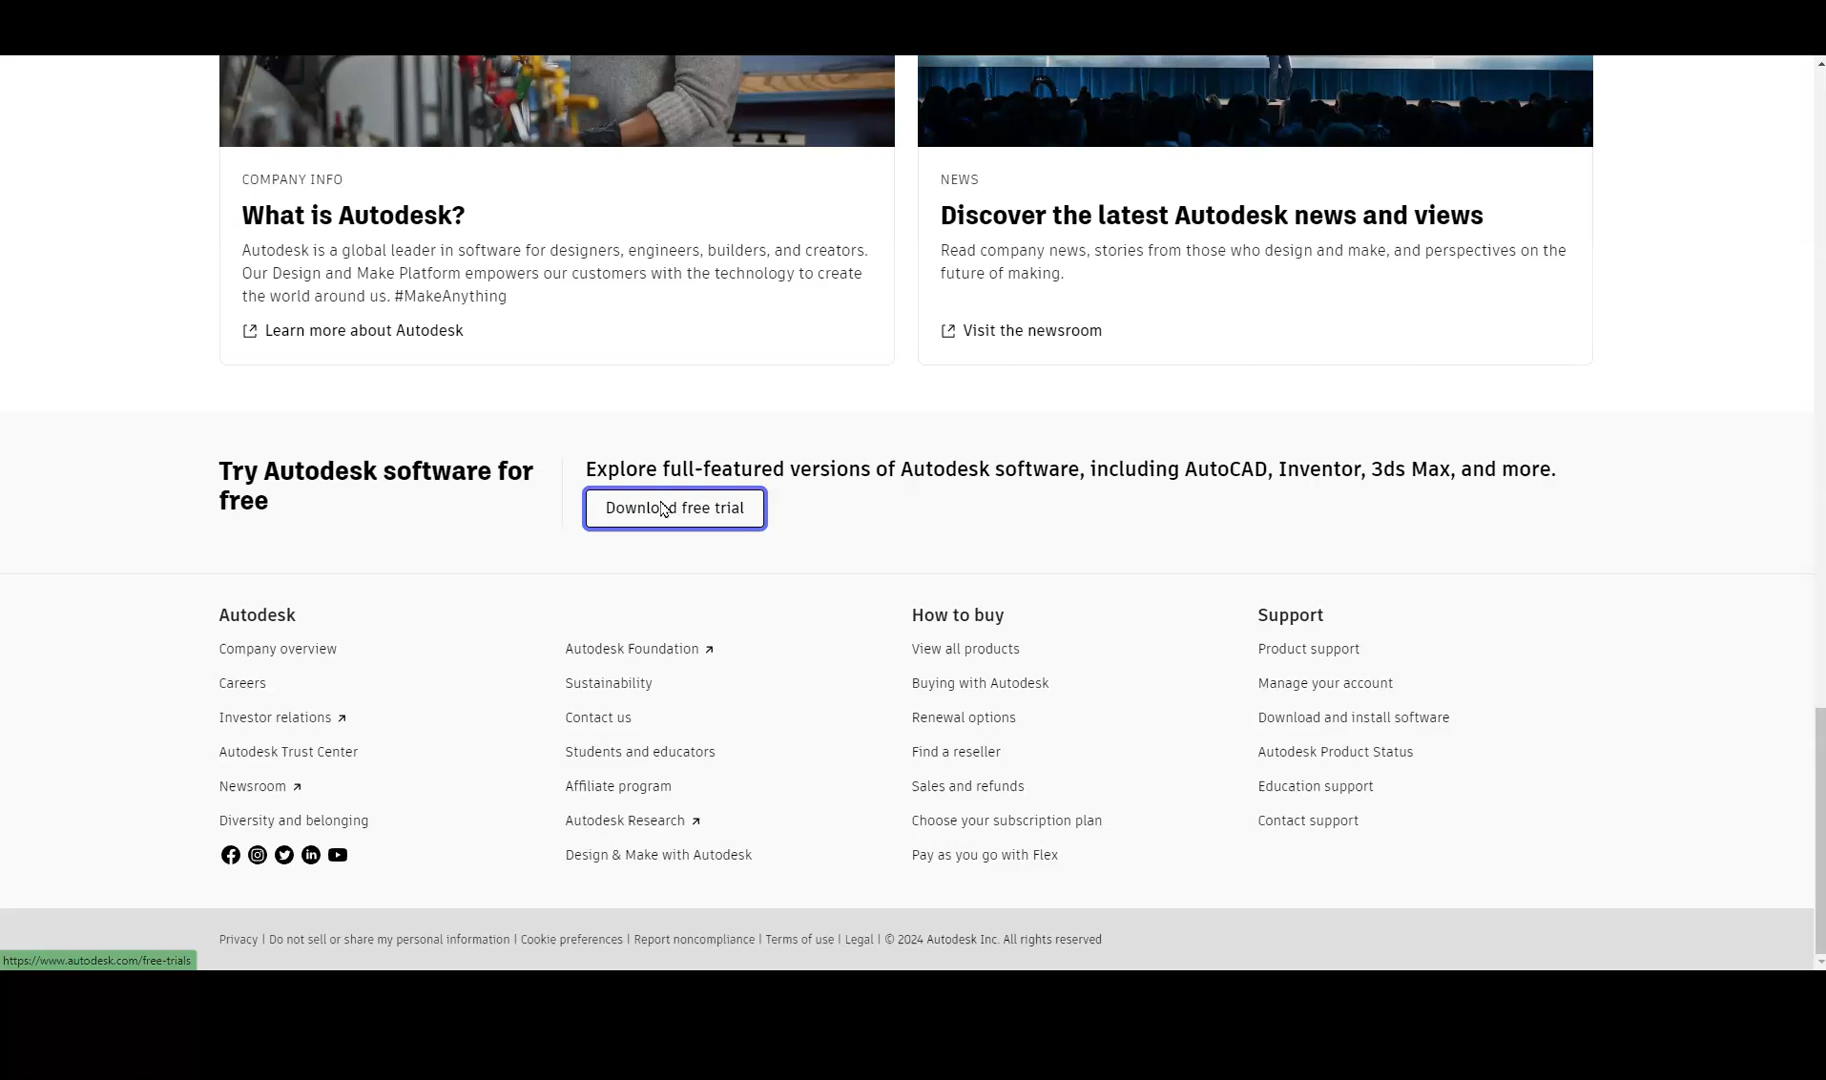 COMPANY INFO
What is Autodesk?
Autodesk is a global leader in software for designers, engineers, builders, and creators.
Our Design and Make Platform empowers our customers with the technology to create
the world around us. #MakeAnything
Learn more about Autodesk
NEWS
Discover the latest Autodesk news and views
Read company news, stories from those who design and make, and perspectives on the
future of making.
Visit the newsroom
Try Autodesk software for
free
Explore full-featured versions of Autodesk software, including AutoCAD, Inventor, 3ds Max, and more.
Download free trial
Autodesk
Company overview
Careers
Investor relations
Autodesk Trust Center
Newsroom
Diversity and belonging
Autodesk Foundation
Sustainability
Contact us
Students and educators
Affiliate program
Autodesk Research
Design & Make with Autodesk
How to buy
View all products
Buying with Autodesk
Renewal options
Find a reseller
Sales and refunds
Choose your subscription plan
Pay as you go with Flex
Support
Product support
Manage your account
Download and install software
Autodesk Product Status
Education support
Contact support
Privacy | Do not sell or share my personal information | Cookie preferences | Report noncompliance | Terms of use | Legal | © 2024 Autodesk Inc. All rights reserved
https://www.autodesk.com/free-trials